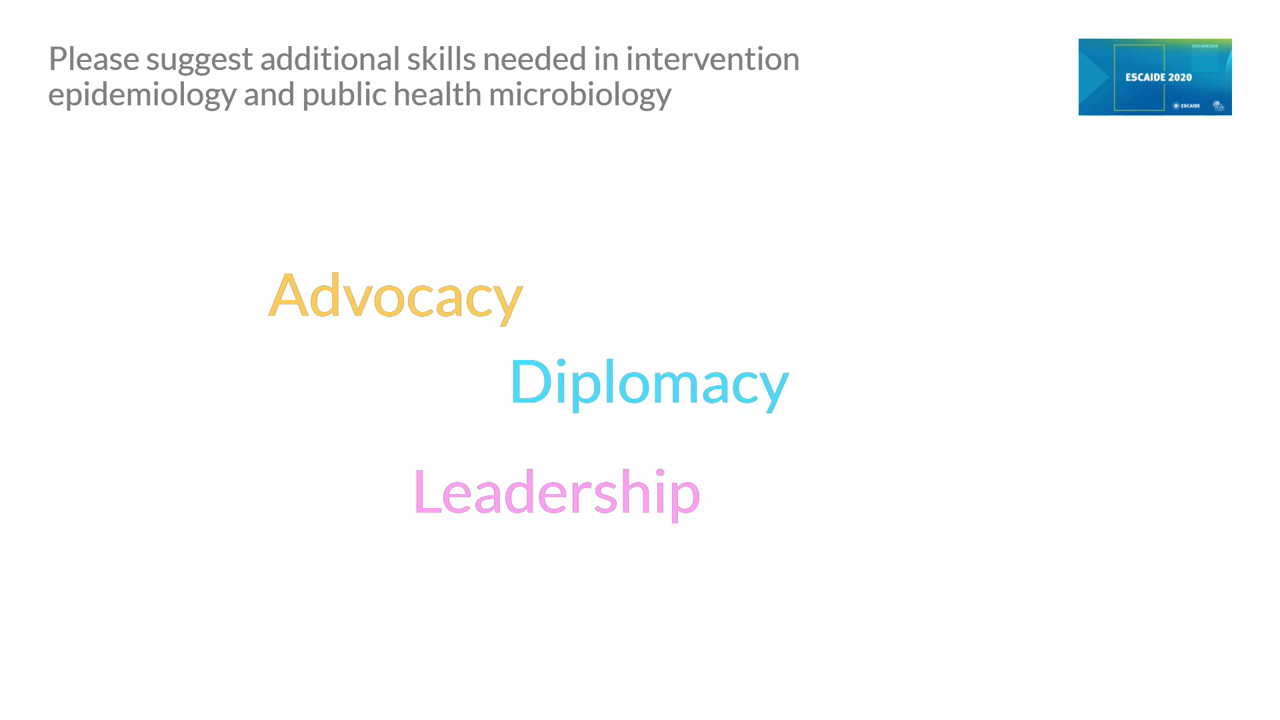 Please suggest additional skills needed in intervention
epidemiology and public health microbiology
ESCAIDE 2020
ESCAIDE
Advocacy
Diplomacy
Leadership